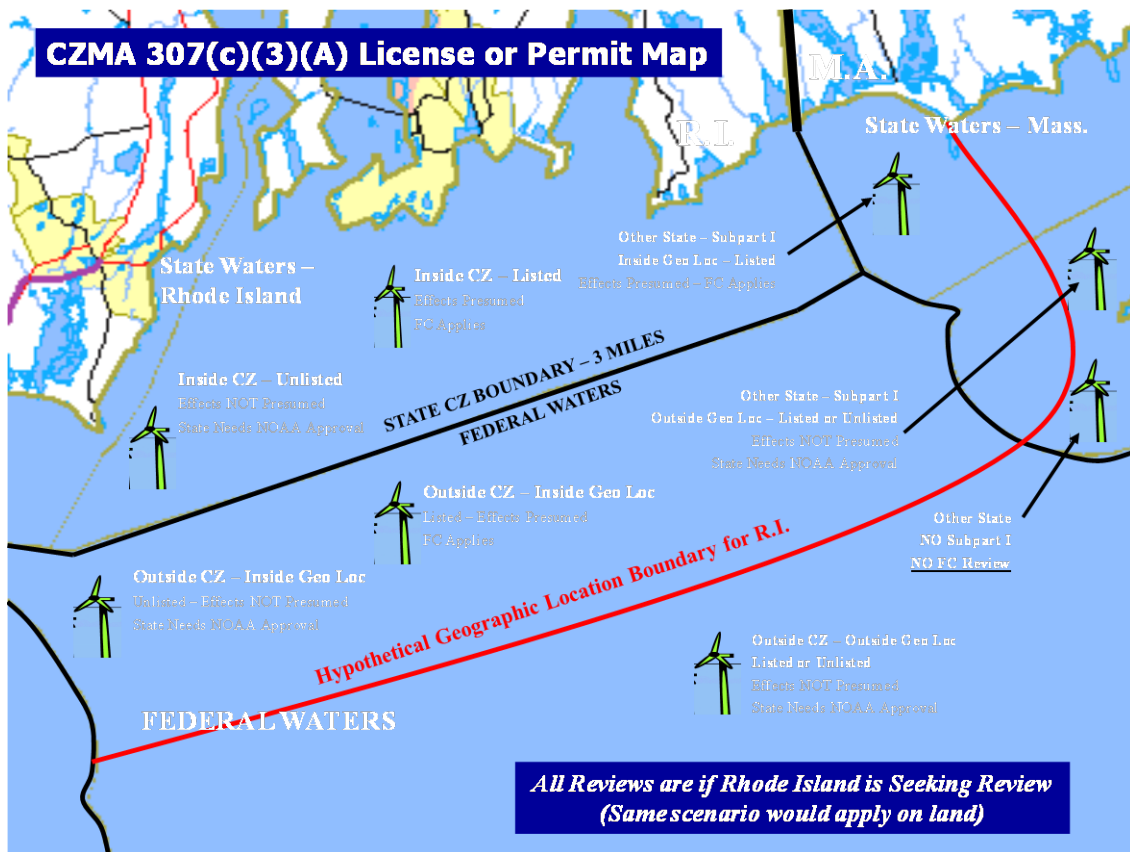 CZMA 307(c)(3)(A) License or Permit Map
M.A.
R.I.
State Waters – Mass.
State Waters –
Rhode Island
Other State – Subpart I
Inside Geo Loc – Listed
Effects Presumed – FC Applies
Inside CZ – Listed
Effects Presumed
FC Applies
Inside CZ – Unlisted
Effects NOT Presumed
State Needs NOAA Approval
STATE CZ BOUNDARY – 3 MILES
FEDERAL WATERS
Other State – Subpart I
Outside Geo Loc – Listed or Unlisted
Effects NOT Presumed
State Needs NOAA Approval
Outside CZ – Inside Geo Loc
Listed – Effects Presumed
FC Applies
Other State
NO Subpart I
NO FC Review
Outside CZ – Inside Geo Loc
Unlisted – Effects NOT Presumed
State Needs NOAA Approval
Hypothetical Geographic Location Boundary for R.I.
Outside CZ – Outside Geo Loc
Listed or Unlisted
Effects NOT Presumed
State Needs NOAA Approval
FEDERAL WATERS
All Reviews are if Rhode Island is Seeking Review
(Same scenario would apply on land)